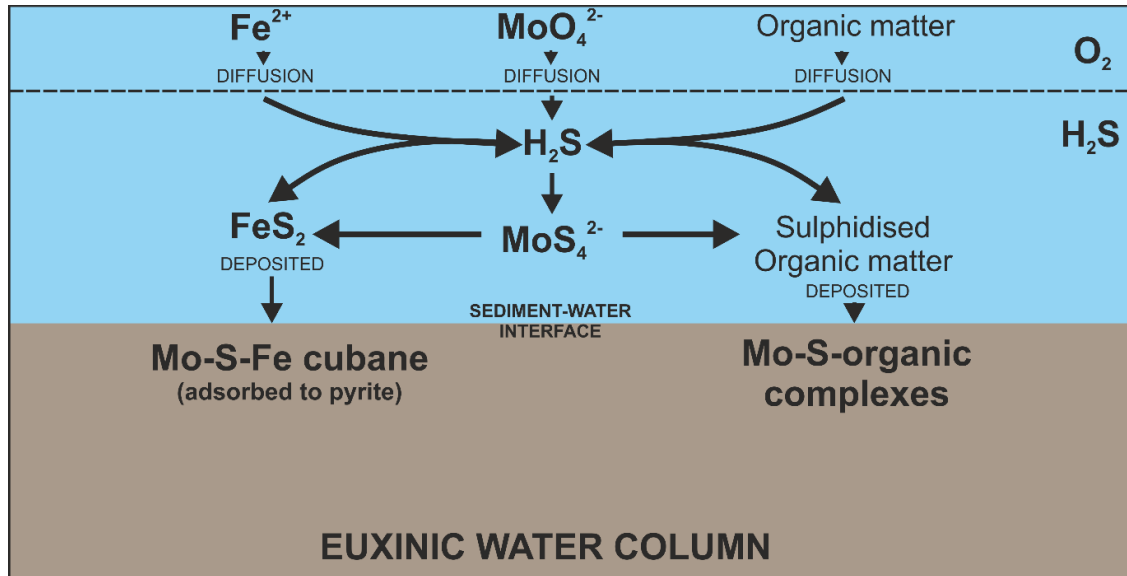 Fe²⁺ MoO₄²⁻ Organic matter O₂
DIFFUSION DIFFUSION DIFFUSION
H₂S H₂S
FeS₂ MoS₄²⁻ Sulphidised
Organic matter
DEPOSITED DEPOSITED
SEDIMENT-WATER
INTERFACE
Mo-S-Fe cubane Mo-S-organic
(adsorbed to pyrite) complexes
EUXINIC WATER COLUMN